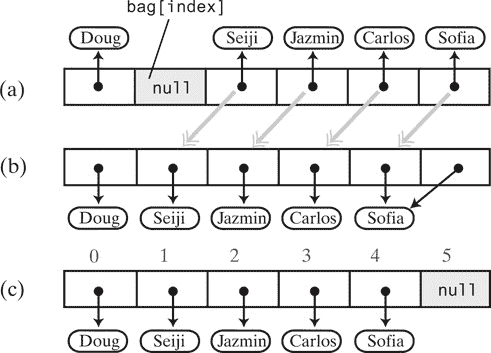 bag[index]
Doug Seiji Jazmin Carlos Sofia
(a) null
(b)
Doug Seiji Jazmin Carlos Sofia
0 1 2 3 4 5
(c) null
Doug Seiji Jazmin Carlos Sofia